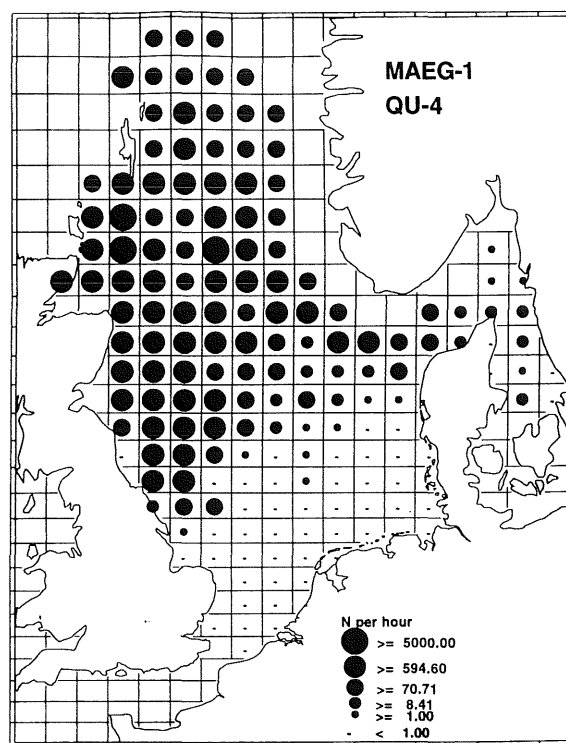 MAEG-1
QU-4
N per hour
>= 5000.00
>= 594.60
>= 70.71
>= 8.41
>= 1.00
< 1.00